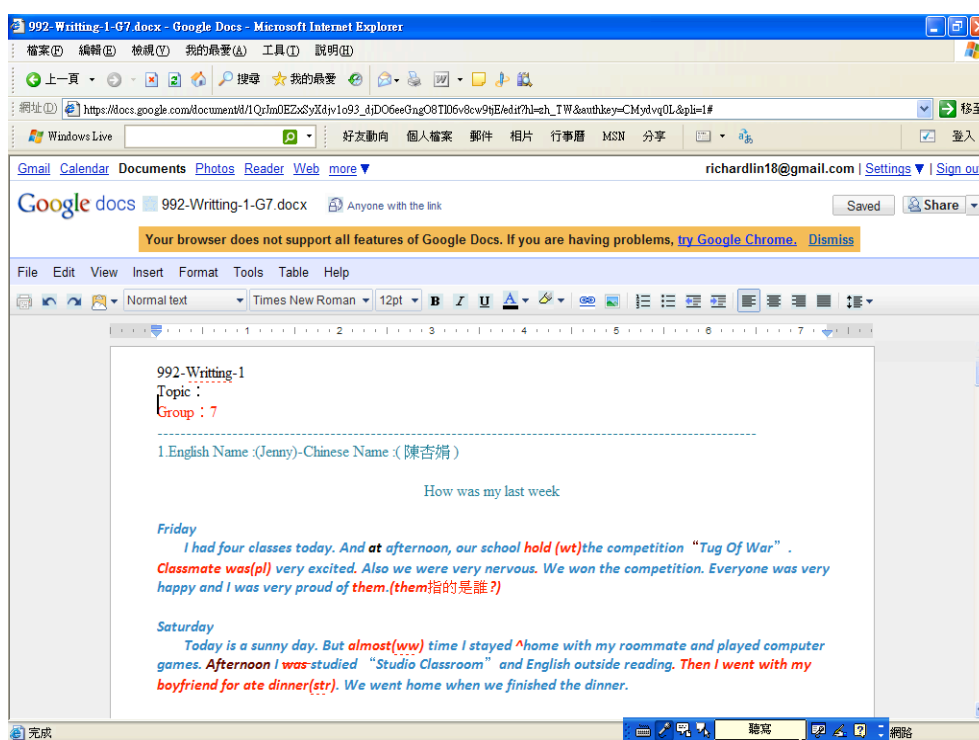 992-Writting-1-G7.docx - Google Docs - Microsoft Internet Explorer
檔案(F) 編輯(E) 檢視(V) 我的最愛(A) 工具(T) 說明(H)
上一頁 搜尋 我的最愛
網址(D) https://docs.google.com/document/d/1QrJm0EZxSyXdjv1o93_djDO6eeGngO8Tl06v8cw9tjE/edit?hl=zh_TW&authkey=CMydvq0L&pli=1# 移至
Windows Live 好友動向 個人檔案 郵件 相片 行事曆 MSN 分享 登入
Gmail Calendar Documents Photos Reader Web more ▼ richardlin18@gmail.com | Settings ▼ | Sign ou
Google docs 992-Writting-1-G7.docx Anyone with the link Saved Share
Your browser does not support all features of Google Docs. If you are having problems, try Google Chrome. Dismiss
File Edit View Insert Format Tools Table Help
Normal text Times New Roman 12pt B I U A
1 2 3 4 5 6 7
992-Writting-1
Topic：
Group：7
1.English Name :(Jenny)-Chinese Name :( 陳杏娟 )
How was my last week
Friday
I had four classes today. And at afternoon, our school hold (wt)the competition “Tug Of War”.
Classmate was(pl) very excited. Also we were very nervous. We won the competition. Everyone was very
happy and I was very proud of them.(them指的是誰?)
Saturday
Today is a sunny day. But almost(ww) time I stayed ^home with my roommate and played computer
games. Afternoon I was studied “Studio Classroom” and English outside reading. Then I went with my
boyfriend for ate dinner(str). We went home when we finished the dinner.
完成 聽寫 網路